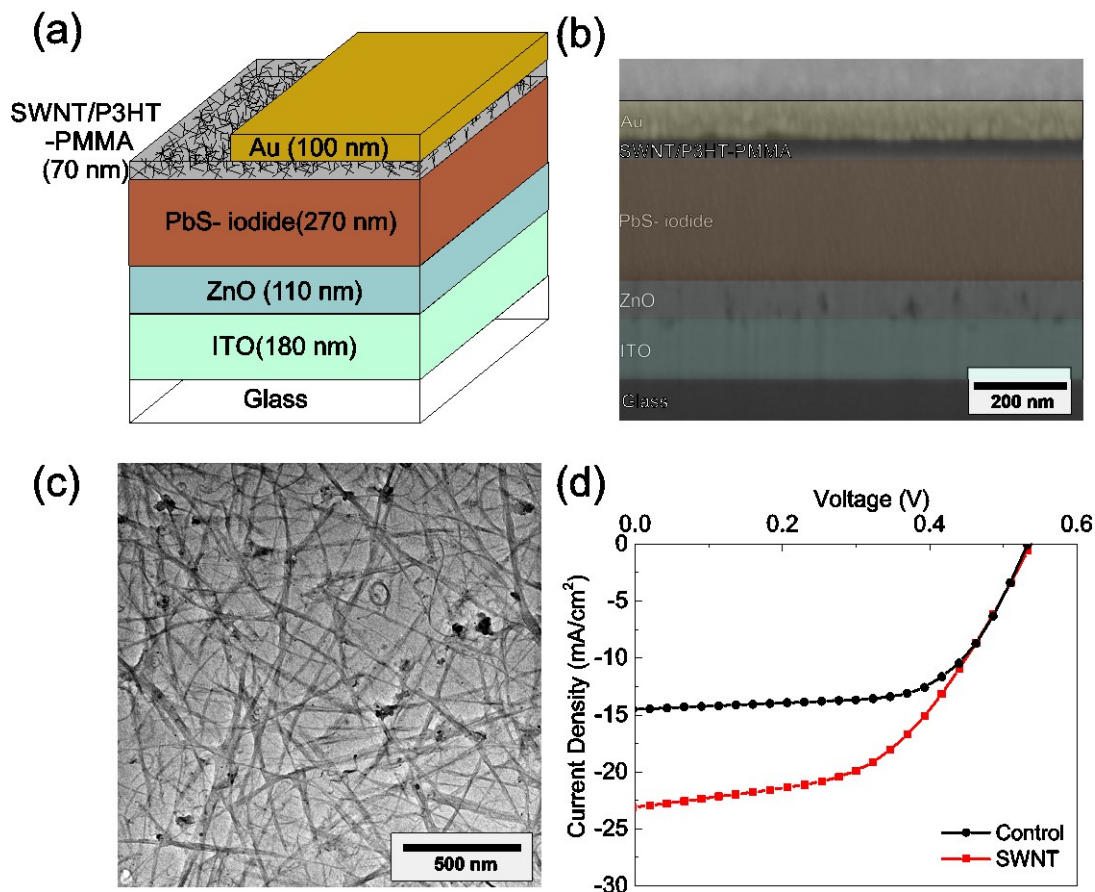 (a)
SWNT/P3HT
-PMMA
(70 nm)
Au (100 nm)
PbS- iodide(270 nm)
ZnO (110 nm)
ITO(180 nm)
Glass
(b)
Au
SWNT/P3HT-PMMA
PbS- iodide
ZnO
ITO
Glass
200 nm
(c)
500 nm
(d)
Voltage (V)
0.0 0.2 0.4 0.6
Current Density (mA/cm²)
0
-5
-10
-15
-20
-25
-30
Control
SWNT